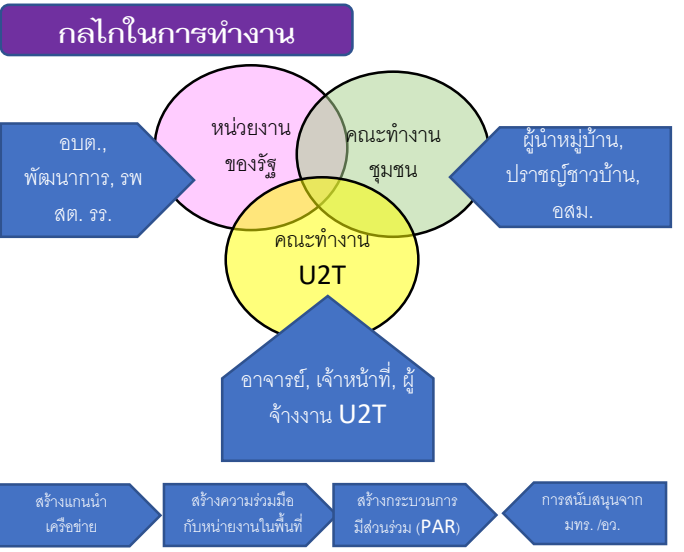 กลไกในการทำงาน
หน่วยงาน
ของรัฐ
คณะทำงาน
ชุมชน
อบต.,
พัฒนาการ, รพ
สต. รร.
ผู้นำหมู่บ้าน,
ปราชญ์ชาวบ้าน,
อสม.
คณะทำงาน
U2T
อาจารย์, เจ้าหน้าที่, ผู้
จ้างงาน U2T
สร้างแกนนำ
เครือข่าย
สร้างความร่วมมือ
กับหน่ายงานในพื้นที่
สร้างกระบวนการ
มีส่วนร่วม (PAR)
การสนับสนุนจาก
มทร. /อว.